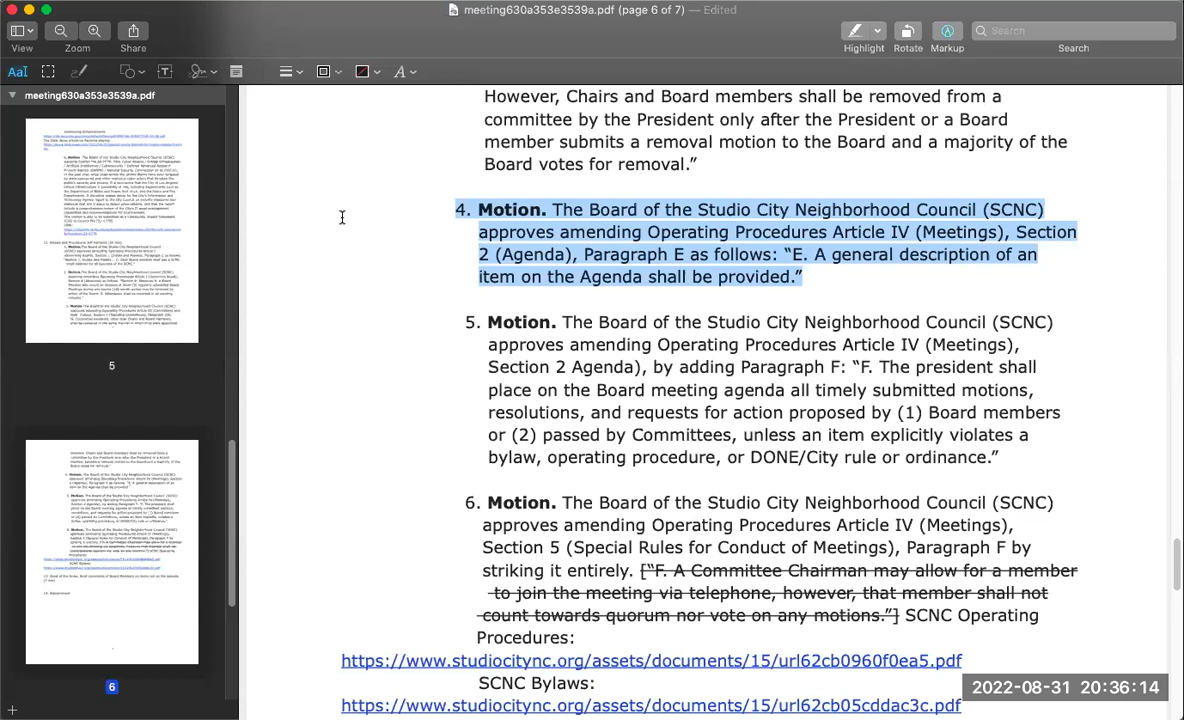 meeting630a353e3539a.pdf (page 6 of 7) — Edited
View
Zoom
Share
Highlight
Rotate
Markup
Search
Search
meeting630a353e3539a.pdf
However, Chairs and Board members shall be removed from a
committee by the President only after the President or a Board
member submits a removal motion to the Board and a majority of the
Board votes for removal.”
4. Motion. The Board of the Studio City Neighborhood Council (SCNC)
approves amending Operating Procedures Article IV (Meetings), Section
2 (Agenda), Paragraph E as follows: “E. A general description of an
item on the Agenda shall be provided.”
5. Motion. The Board of the Studio City Neighborhood Council (SCNC)
approves amending Operating Procedures Article IV (Meetings),
Section 2 Agenda), by adding Paragraph F: “F. The president shall
place on the Board meeting agenda all timely submitted motions,
resolutions, and requests for action proposed by (1) Board members
or (2) passed by Committees, unless an item explicitly violates a
bylaw, operating procedure, or DONE/City rule or ordinance.”
6. Motion. The Board of the Studio City Neighborhood Council (SCNC)
approves amending Operating Procedures Article IV (Meetings),
Section 5 (Special Rules for Conduct of Meetings), Paragraph F by
striking it entirely. [“F. A Committee Chairman may allow for a member
to join the meeting via telephone, however, that member shall not
count towards quorum nor vote on any motions.”] SCNC Operating
Procedures:
https://www.studiocitync.org/assets/documents/15/url62cb0960f0ea5.pdf
SCNC Bylaws:
https://www.studiocitync.org/assets/documents/15/url62cb05cddac3c.pdf
5
6
2022-08-31 20:36:14